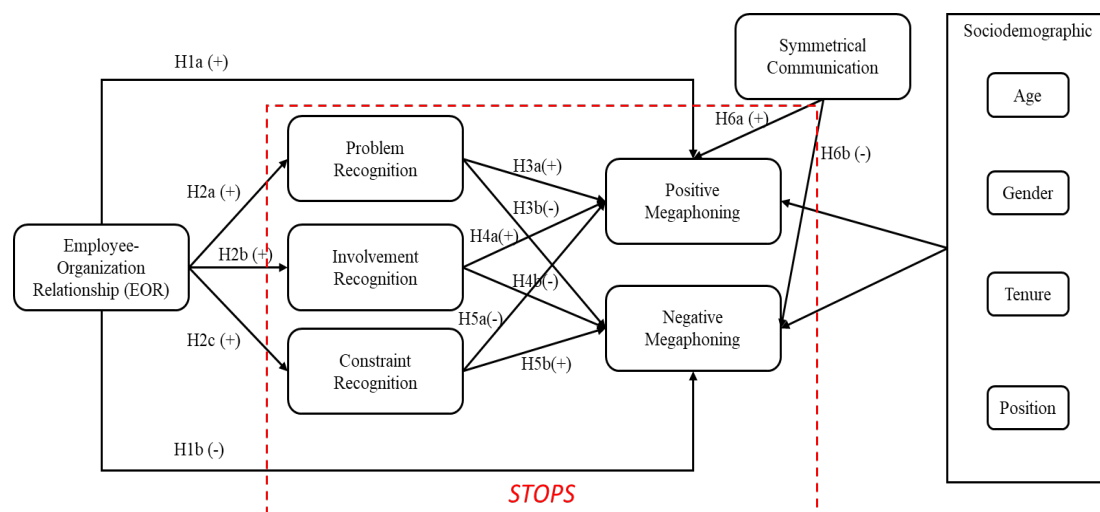 Symmetrical
Communication
Sociodemographic
Age
Gender
Tenure
Position
H1a (+)
H6a (+)
H6b (-)
Problem
Recognition
H3a(+)
H3b(-)
Positive
Megaphoning
H2a (+)
H2b (+)
H2c (+)
Employee-
Organization
Relationship (EOR)
Involvement
Recognition
H4a(+)
H4b(-)
H5a(-)
H5b(+)
Negative
Megaphoning
Constraint
Recognition
H1b (-)
STOPS